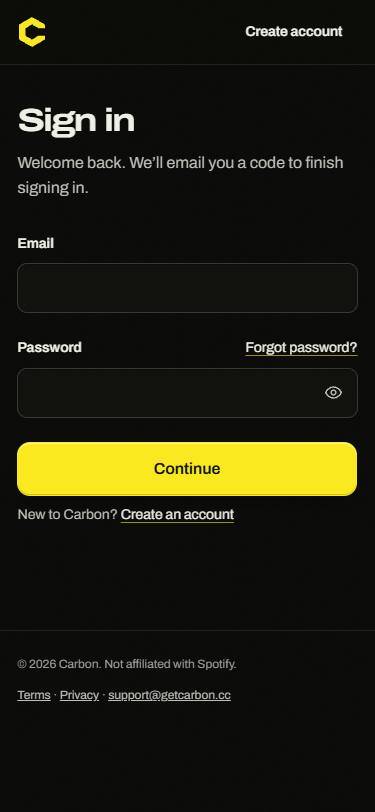 Create account
Sign in
Welcome back. We’ll email you a code to finish
signing in.
Email
Password
Forgot password?
Continue
New to Carbon? Create an account
© 2026 Carbon. Not affiliated with Spotify.
Terms · Privacy · support@getcarbon.cc